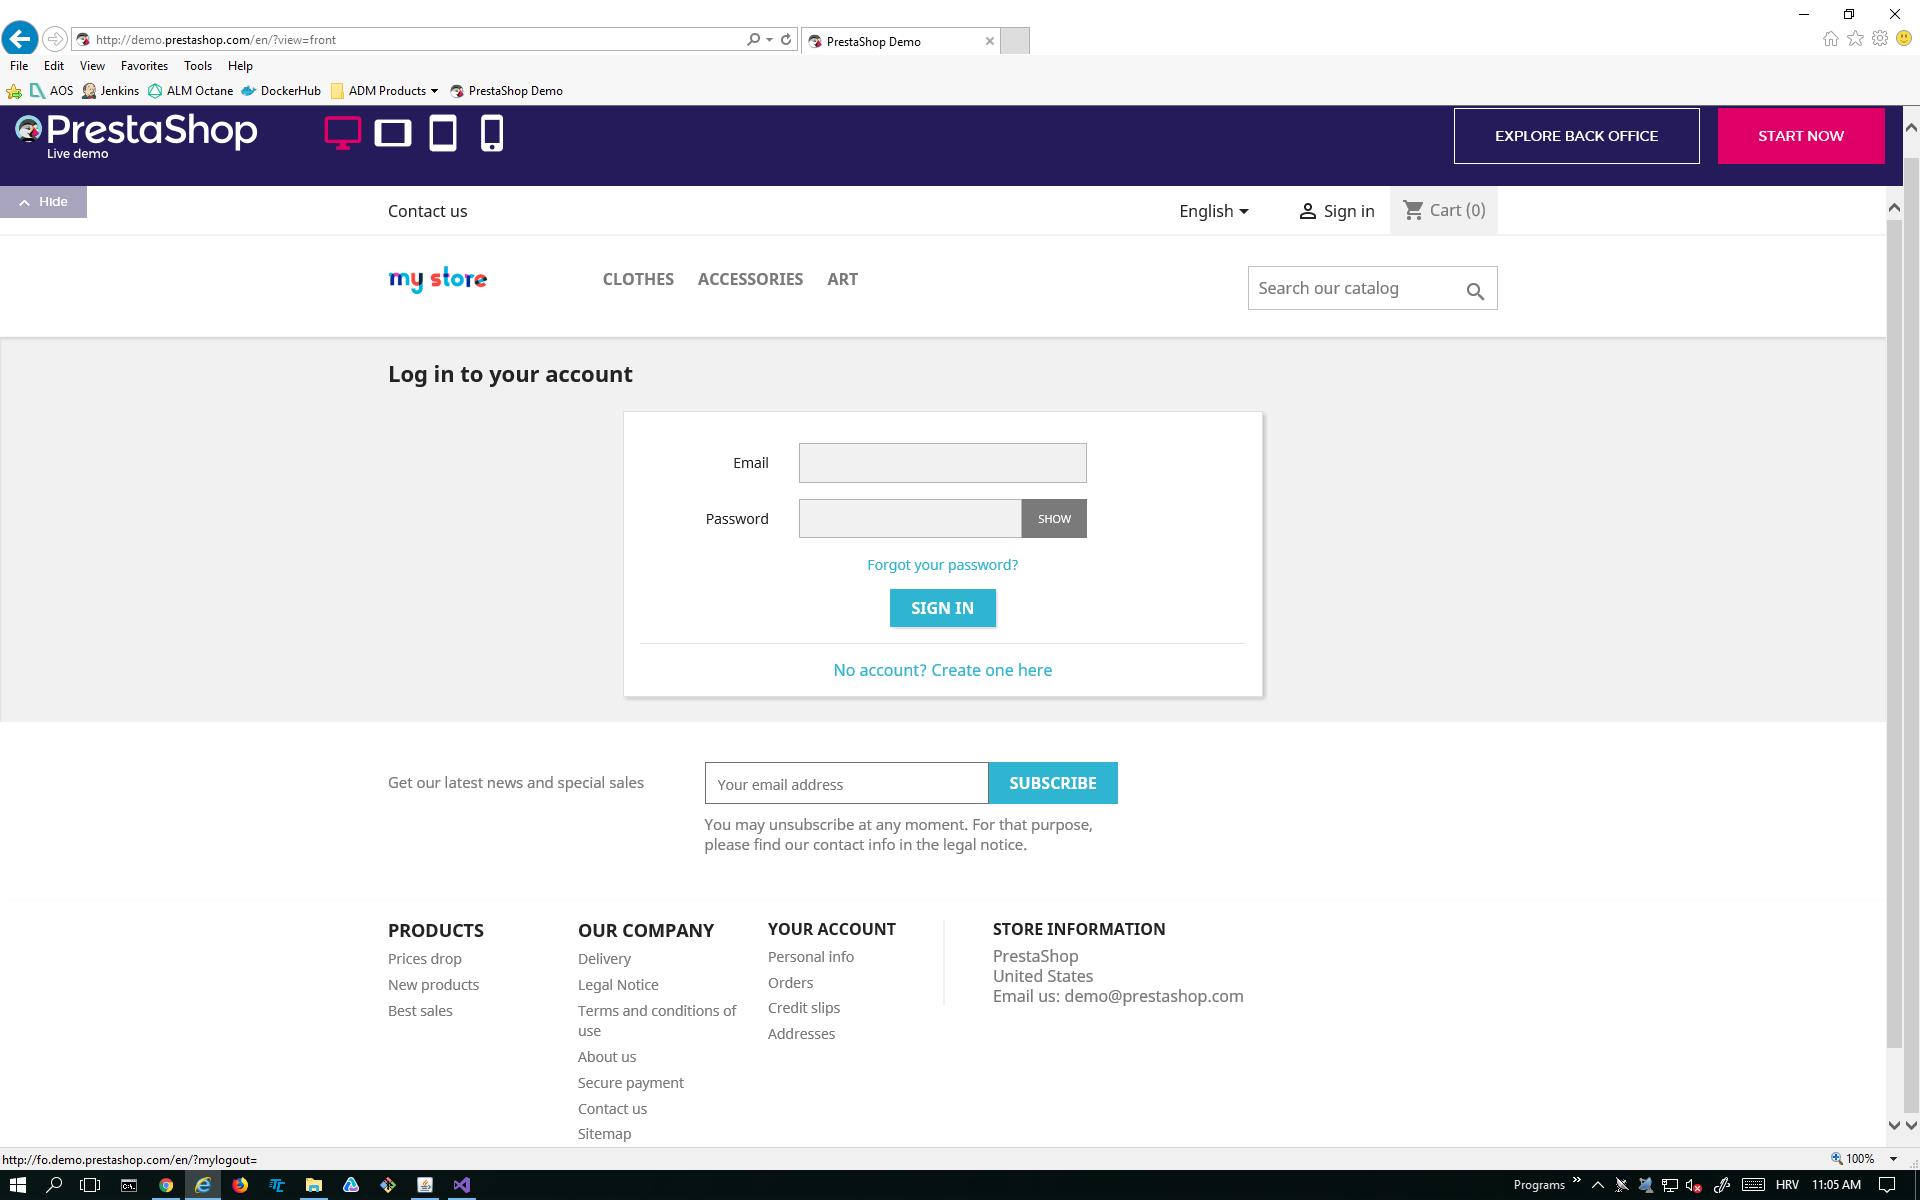 http://demo.prestashop.com/en/?view=front
PrestaShop Demo
File Edit View Favorites Tools Help
AOS Jenkins ALM Octane DockerHub ADM Products PrestaShop Demo
PrestaShop
Live demo
EXPLORE BACK OFFICE
START NOW
Hide
Contact us
English
Sign in
Cart (0)
my store
CLOTHES ACCESSORIES ART
Search our catalog
Log in to your account
Email
Password
SHOW
Forgot your password?
SIGN IN
No account? Create one here
Get our latest news and special sales
Your email address
SUBSCRIBE
You may unsubscribe at any moment. For that purpose,
please find our contact info in the legal notice.
PRODUCTS
Prices drop
New products
Best sales
OUR COMPANY
Delivery
Legal Notice
Terms and conditions of
use
About us
Secure payment
Contact us
Sitemap
YOUR ACCOUNT
Personal info
Orders
Credit slips
Addresses
STORE INFORMATION
PrestaShop
United States
Email us: demo@prestashop.com
http://fo.demo.prestashop.com/en/?mylogout=
100%
Programs
HRV
11:05 AM